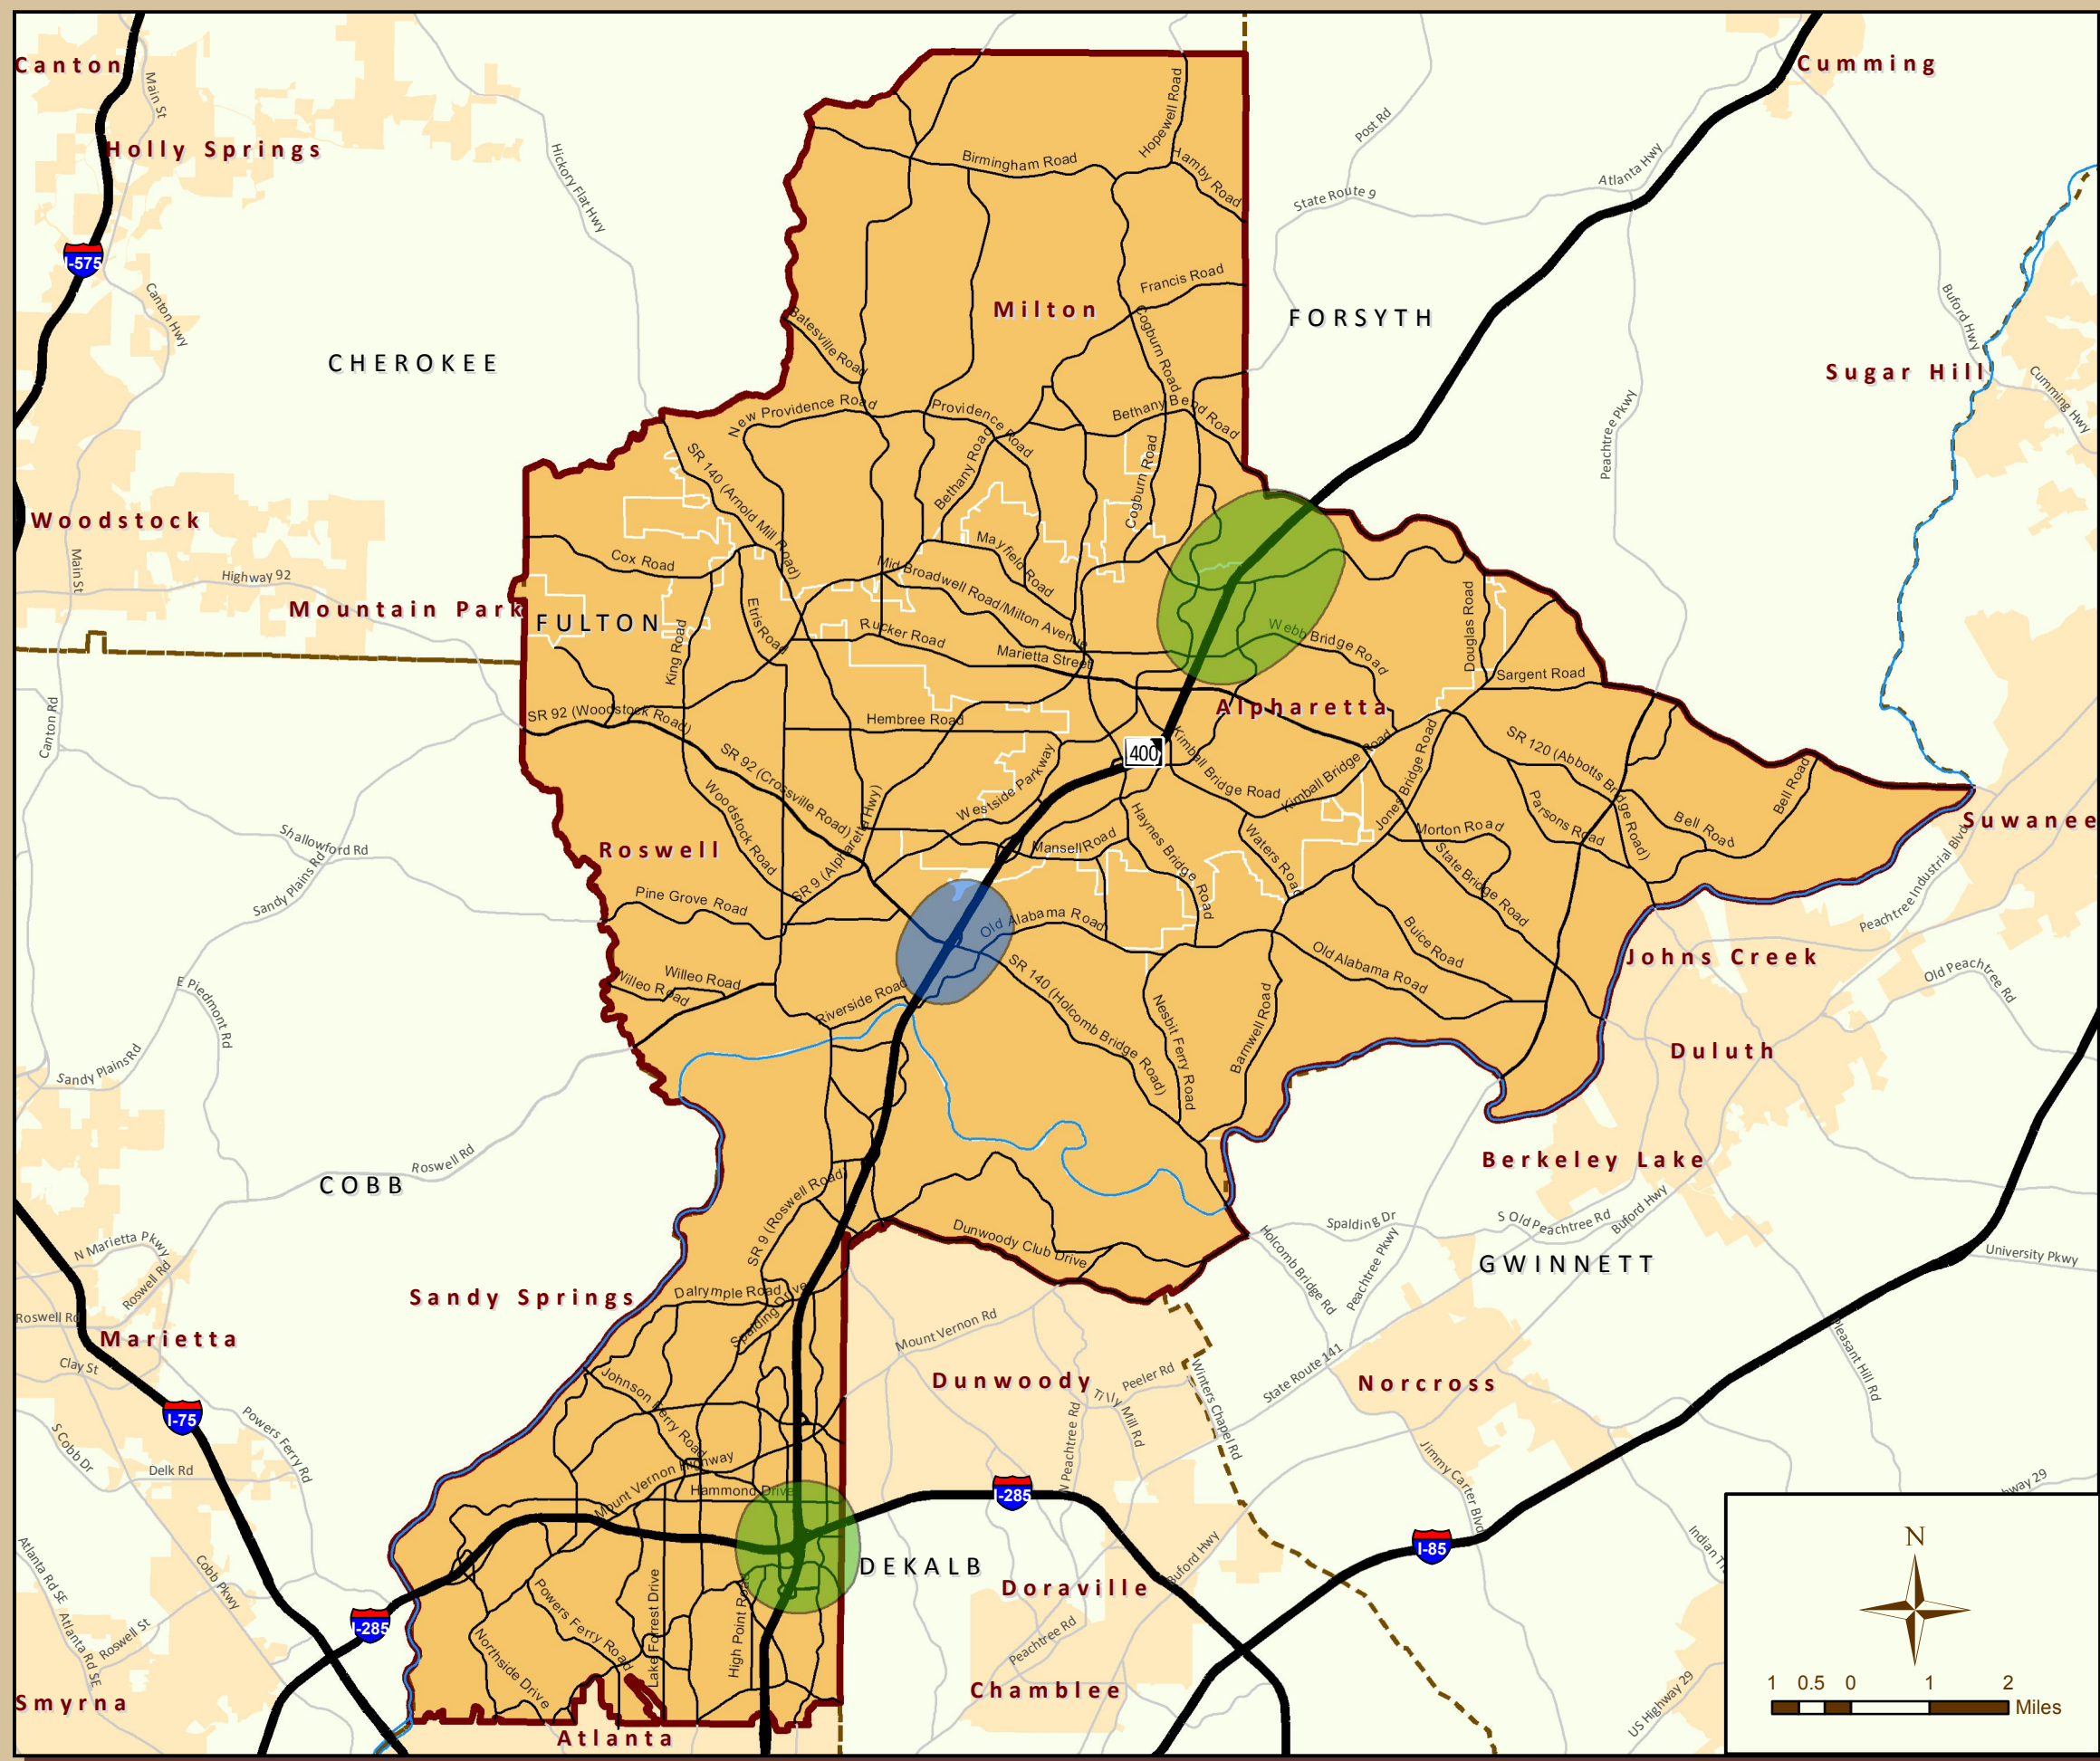 Canton
Main St
Cumming
Holly Springs
Hickory Flat Hwy
Hopewell Road
Birmingham Road
Hamby Road
Post Rd
Atlanta Hwy
State Route 9
I-575
Canton Hwy
Batesville Road
Francis Road
Milton
Cogburn Road
FORSYTH
Buford Hwy
CHEROKEE
Sugar Hill
Cumming Hwy
Peachtree Pkwy
New Providence Road
Providence Road
Bethany Bend Road
SR 140 (Arnold Mill Road)
Bethany Road
Cogburn Road
Woodstock
Main St
Highway 92
Mountain Park
FULTON
Cox Road
Mayfield Road
Mid Broadwell Road/Milton Avenue
Etris Road
King Road
Rucker Road
Marietta Street
Webb Bridge Road
Douglas Road
Sargent Road
Canton Rd
SR 92 (Woodstock Road)
Hembree Road
Alpharetta
400
SR 92 (Crossville Road)
Woodstock Road
SR 9 (Alpharetta Hwy)
Westside Parkway
Kimball Bridge Road
Kimball Bridge Road
Jones Bridge Road
SR 120 (Abbotts Bridge Road)
Parsons Road
Bell Road
Bell Road
Suwanee
Shallowford Rd
Sandy Plains Rd
Roswell
Mansell Road
Haynes Bridge Road
Waters Road
Morton Road
State Bridge Road
Peachtree Industrial Blvd
Pine Grove Road
Old Alabama Road
Buice Road
Old Alabama Road
Johns Creek
Old Peachtree Rd
E Piedmont Rd
Willeo Road
Willeo Road
Riverside Road
SR 140 (Holcomb Bridge Road)
Nesbit Ferry Road
Barnwell Road
Sandy Plains Rd
Duluth
Roswell Rd
COBB
Berkeley Lake
SR 9 (Roswell Road)
Dunwoody Club Drive
Spalding Dr
S Old Peachtree Rd
Buford Hwy
Holcomb Bridge Rd
Peachtree Pkwy
GWINNETT
University Pkwy
N Marietta Pkwy
Roswell Rd
Roswell Rd
Sandy Springs
Dalrymple Road
Spalding Drive
Mount Vernon Rd
Marietta
Clay St
Dunwoody
Peeler Rd
Tilly Mill Rd
Winters Chapel Rd
State Route 141
Norcross
Pleasant Hill Rd
I-75
Powers Ferry Rd
S Cobb Dr
Delk Rd
Johnson Ferry Road
Mount Vernon Highway
Hammond Drive
N Peachtree Rd
I-285
Jimmy Carter Blvd
I-85
DEKALB
Doraville
Buford Hwy
Atlanta Rd SE
Atlanta Rd SE
Roswell St
Cobb Pkwy
I-285
Powers Ferry Road
Northside Drive
Lake Forrest Drive
High Point Road
Peachtree Rd
Chamblee
Smyrna
Atlanta
US Highway 29
N
1 0.5 0 1 2
Miles